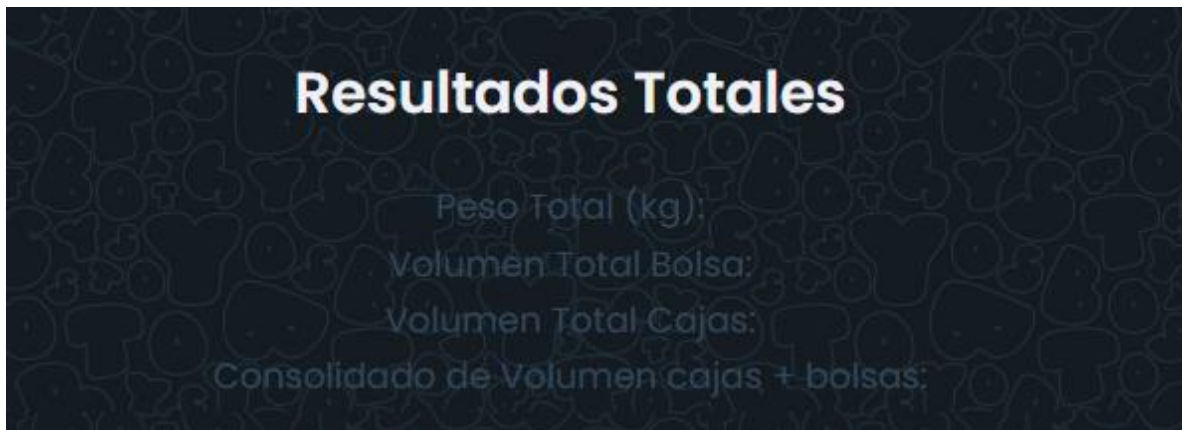 Resultados Totales
Peso Total (kg):
Volumen Total Bolsa:
Volumen Total Cajas:
Consolidado de Volumen cajas + bolsas: